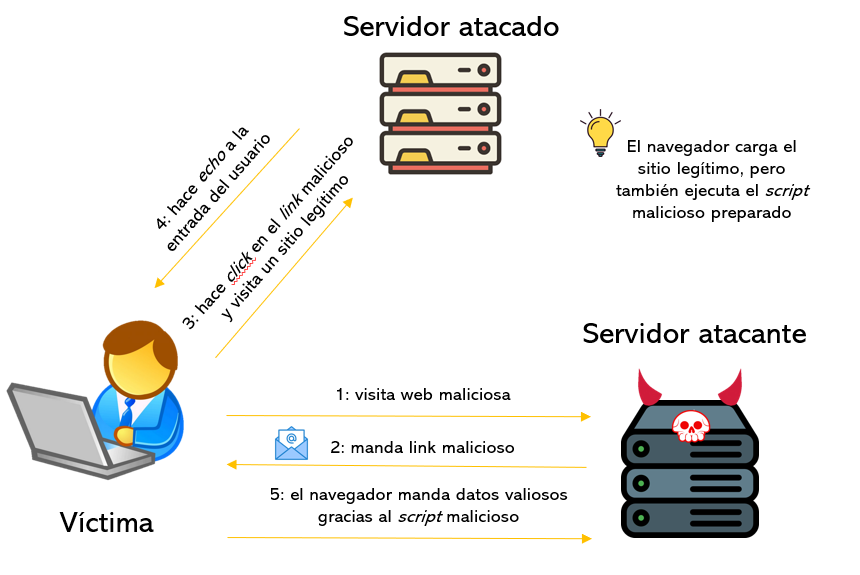 Servidor atacado
El navegador carga el
sitio legítimo, pero
también ejecuta el script
malicioso preparado
4: hace echo a la
entrada del usuario
3: hace click en el link malicioso
y visita un sitio legítimo
Servidor atacante
1: visita web maliciosa
@
2: manda link malicioso
5: el navegador manda datos valiosos
gracias al script malicioso
Víctima